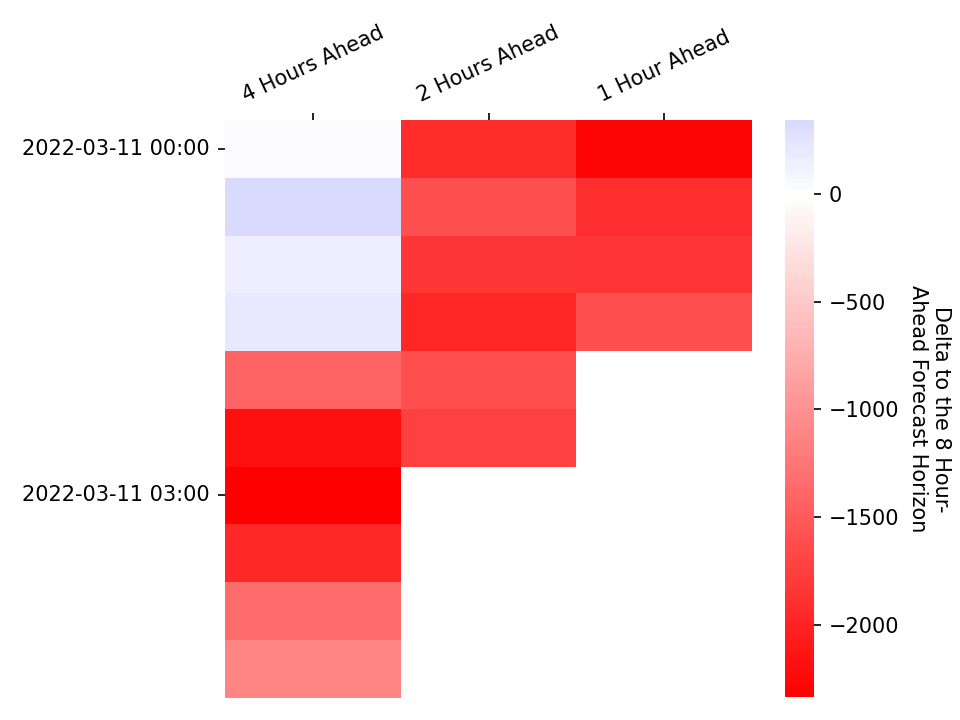 4 Hours Ahead
2 Hours Ahead
1 Hour Ahead
2022-03-11 00:00
2022-03-11 03:00
0
−500
−1000
−1500
−2000
Delta to the 8 Hour-
Ahead Forecast Horizon